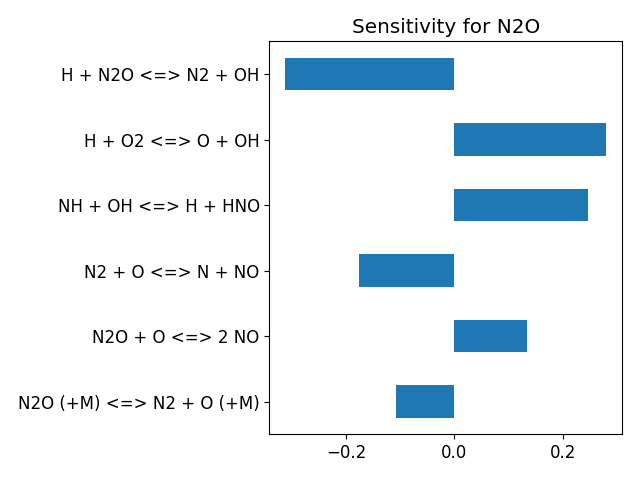 Sensitivity for N2O
H + N2O <=> N2 + OH
H + O2 <=> O + OH
NH + OH <=> H + HNO
N2 + O <=> N + NO
N2O + O <=> 2 NO
N2O (+M) <=> N2 + O (+M)
−0.2 0.0 0.2